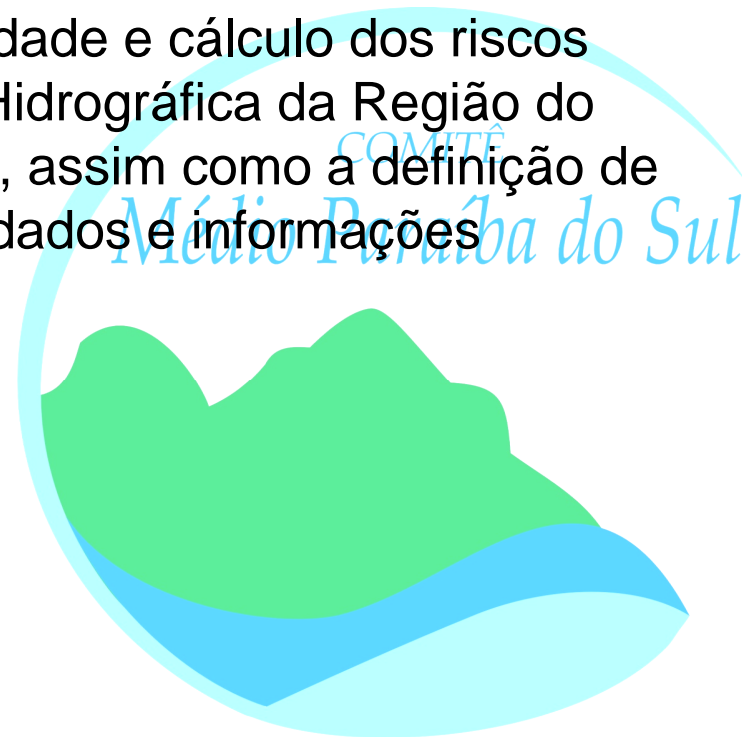 dade e cálculo dos riscos
Hidrográfica da Região do
COMITÊ
, assim como a definição de
Médio Paraíba do Sul
dados e informações